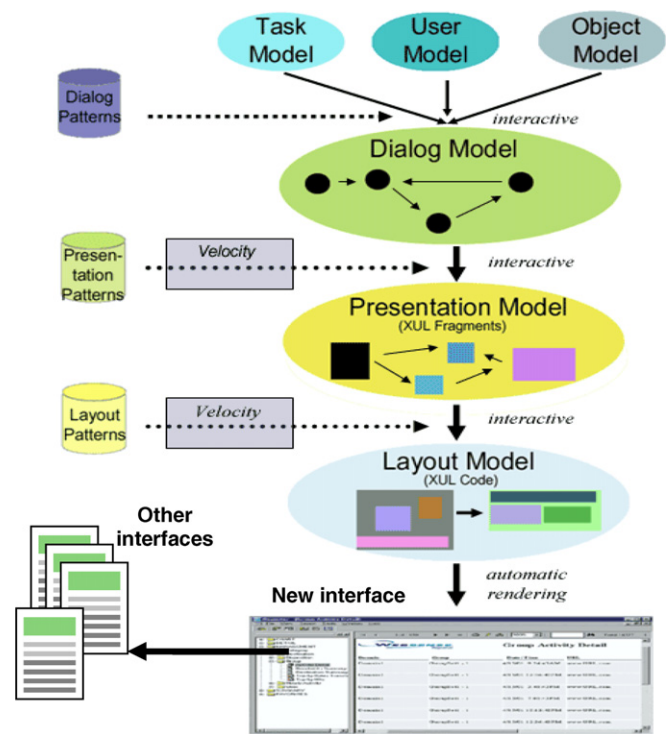 Task
Model
User
Model
Object
Model
Dialog
Patterns
interactive
Dialog Model
Presen-
tation
Patterns
Velocity
interactive
Presentation Model
(XUL Fragments)
Layout
Patterns
Velocity
interactive
Layout Model
(XUL Code)
Other
interfaces
automatic
rendering
New interface
Group Activity Detail